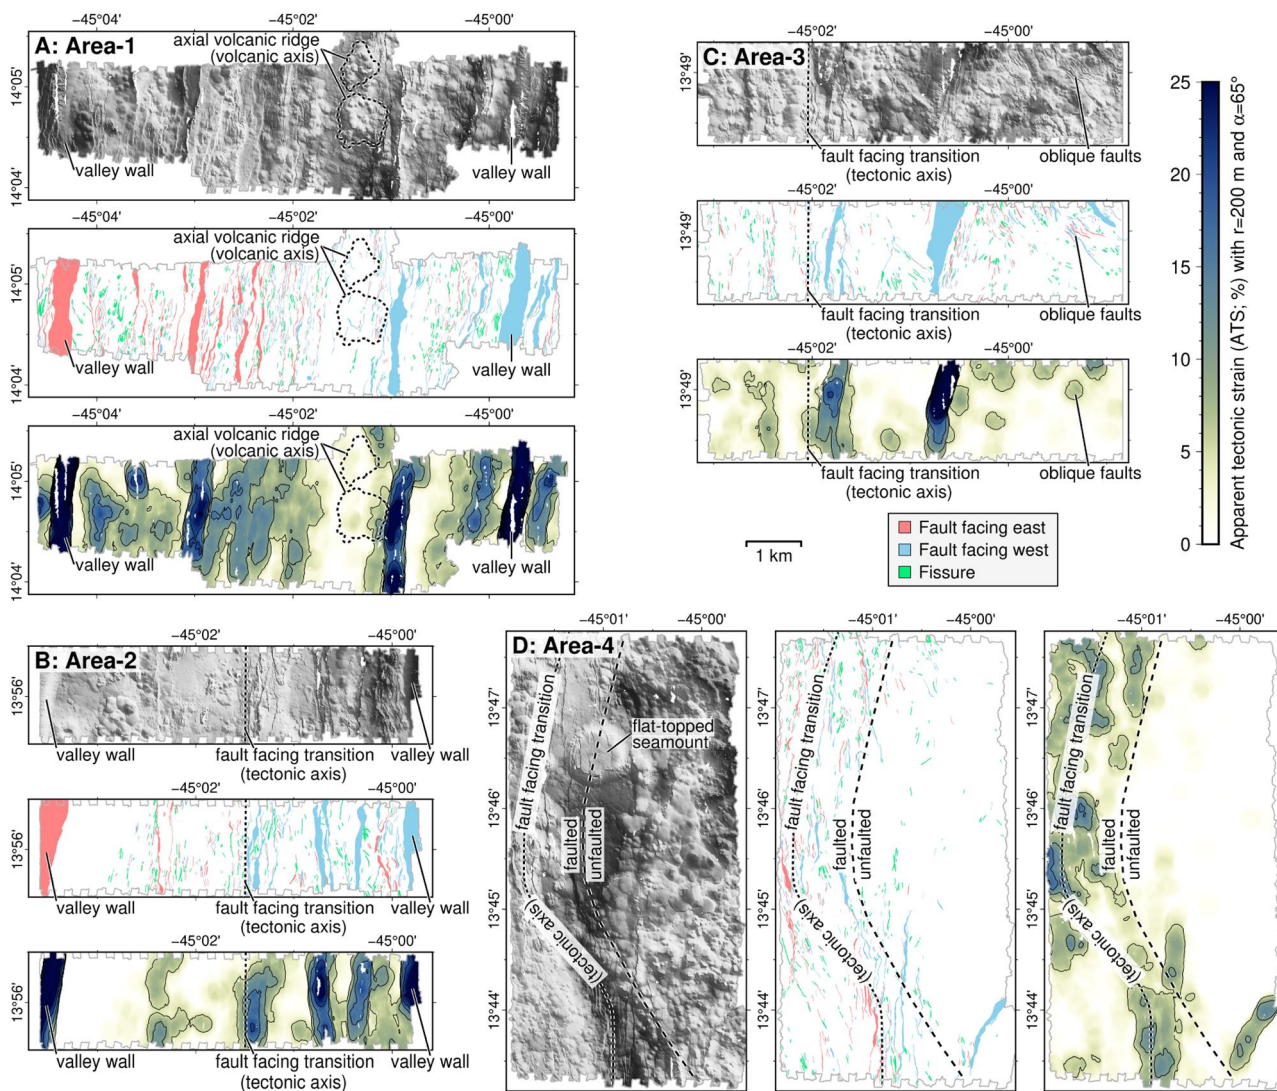 −45°04'
−45°02'
−45°00'
A: Area-1
axial volcanic ridge
(volcanic axis)
14°05'
14°04'
valley wall
valley wall
−45°04'
−45°02'
−45°00'
axial volcanic ridge
(volcanic axis)
14°05'
14°04'
valley wall
valley wall
−45°04'
−45°02'
−45°00'
axial volcanic ridge
(volcanic axis)
14°05'
14°04'
valley wall
valley wall
−45°02'
−45°00'
C: Area-3
13°49'
fault facing transition
(tectonic axis)
oblique faults
−45°02'
−45°00'
13°49'
fault facing transition
(tectonic axis)
oblique faults
−45°02'
−45°00'
13°49'
fault facing transition
(tectonic axis)
oblique faults
25
20
15
10
5
0
Apparent tectonic strain (ATS; %) with r=200 m and α=65°
1 km
Fault facing east
Fault facing west
Fissure
−45°02'
−45°00'
B: Area-2
13°56'
valley wall
fault facing transition
(tectonic axis)
valley wall
−45°02'
−45°00'
13°56'
valley wall
fault facing transition
(tectonic axis)
valley wall
−45°02'
−45°00'
13°56'
valley wall
fault facing transition
(tectonic axis)
valley wall
−45°01'
−45°00'
D: Area-4
13°47'
13°46'
13°45'
13°44'
fault facing transition
(tectonic axis)
flat-topped
seamount
faulted
unfaulted
−45°01'
−45°00'
13°47'
13°46'
13°45'
13°44'
fault facing transition
(tectonic axis)
faulted
unfaulted
−45°01'
−45°00'
13°47'
13°46'
13°45'
13°44'
fault facing transition
(tectonic axis)
faulted
unfaulted